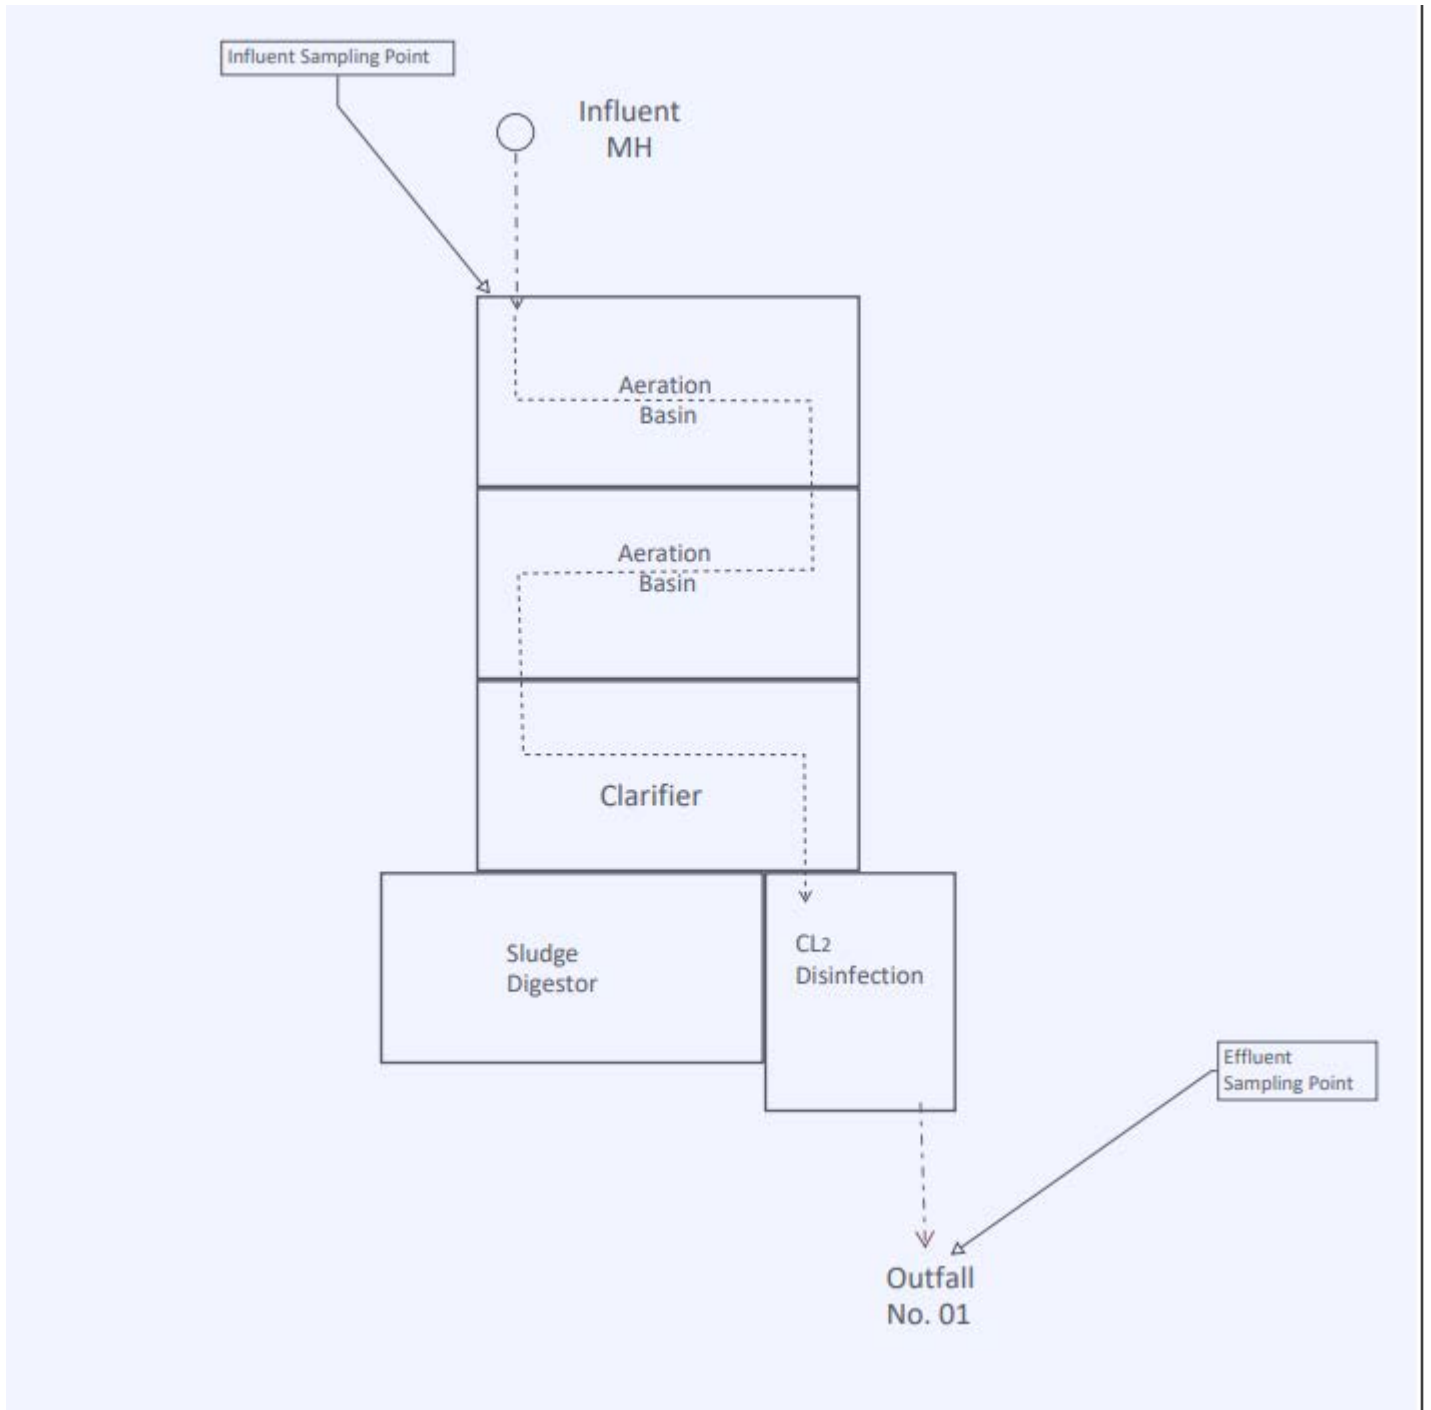 Influent Sampling Point
Influent
MH
Aeration
Basin
Aeration
Basin
Clarifier
Sludge
Digestor
CL2
Disinfection
Effluent
Sampling Point
Outfall
No. 01